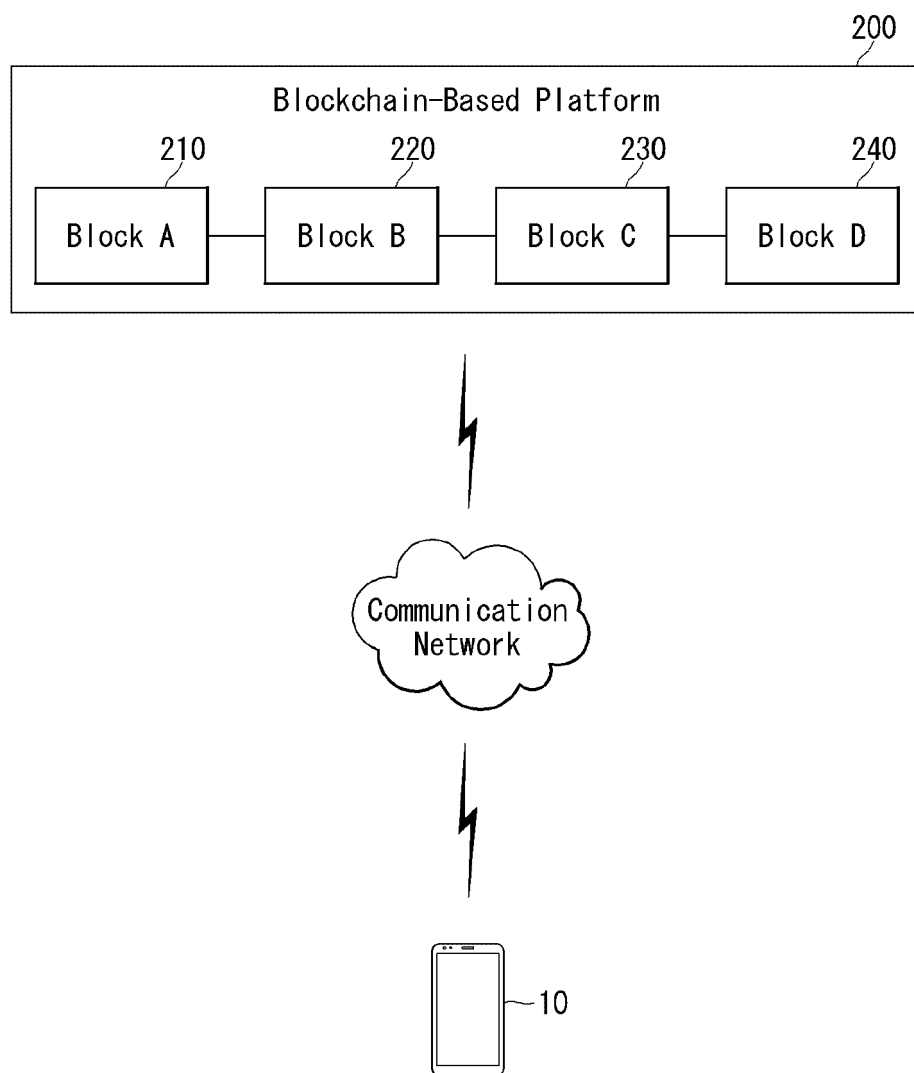 200
Blockchain-Based Platform
210
220
230
240
Block A
Block B
Block C
Block D
Communication
Network
10